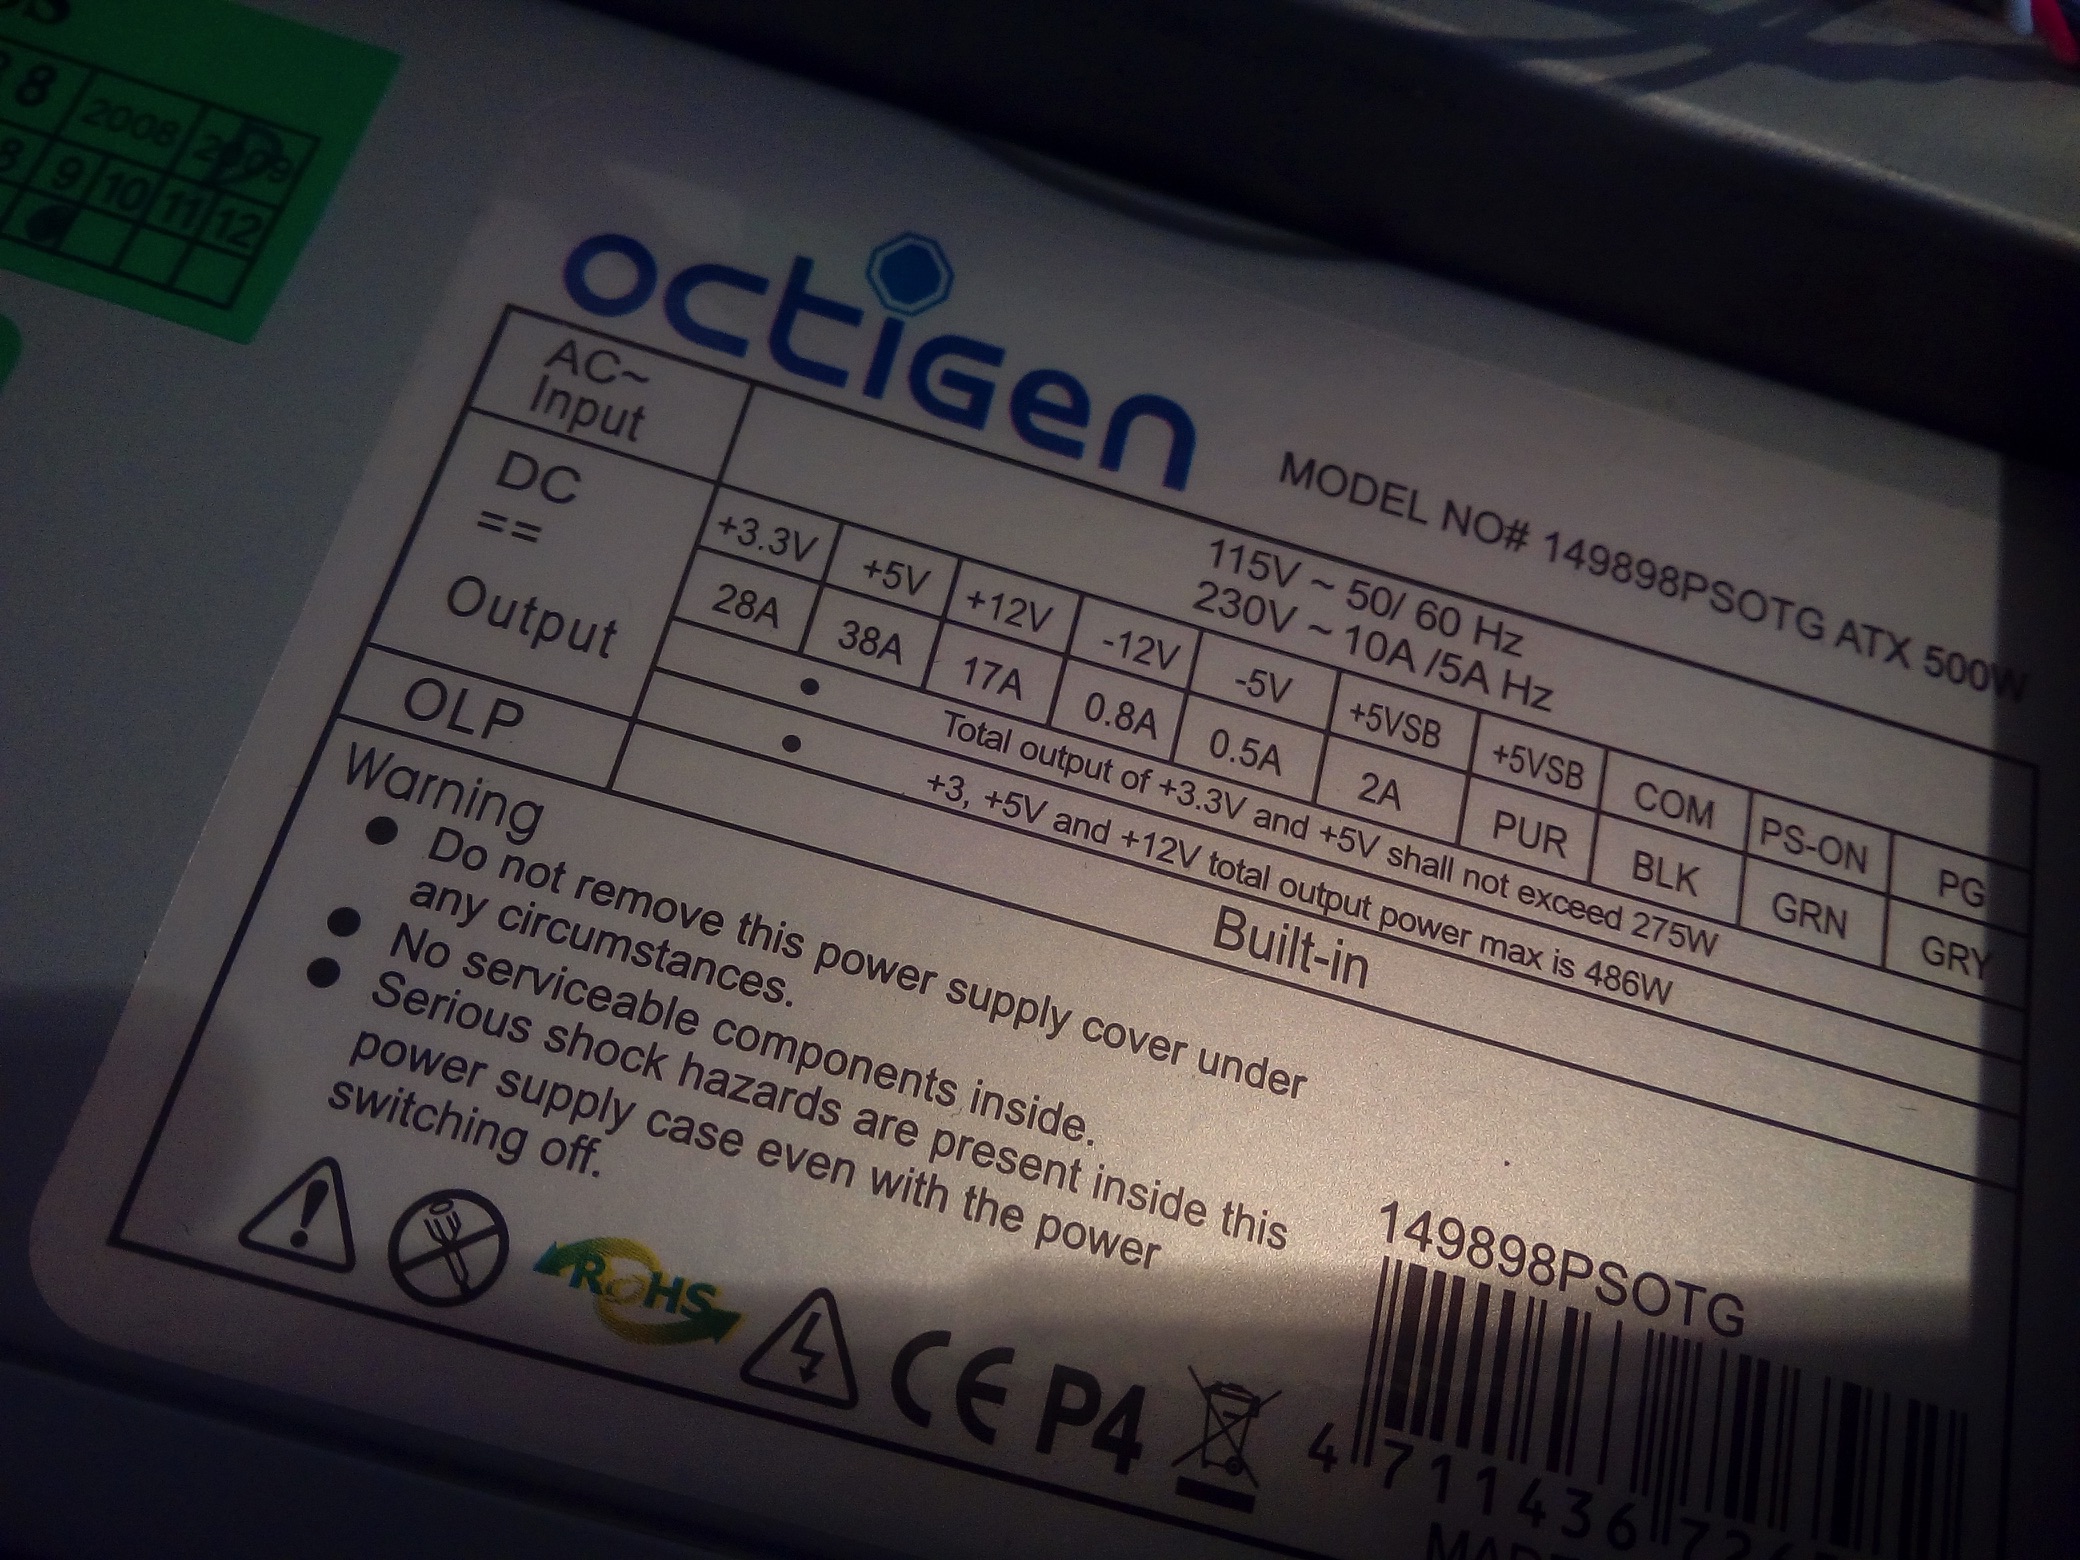 8 2008 2009
8 9 10 11 12
octigen
MODEL NO# 149898PSOTG ATX 500W
AC~
Input
115V ~ 50/ 60 Hz
230V ~ 10A /5A Hz
DC
==
Output
+3.3V +5V +12V -12V -5V +5VSB +5VSB COM PS-ON PG
28A 38A 17A 0.8A 0.5A 2A PUR BLK GRN GRY
● Total output of +3.3V and +5V shall not exceed 275W
● +3, +5V and +12V total output power max is 486W
OLP Built-in
Warning
● Do not remove this power supply cover under
any circumstances.
● No serviceable components inside.
● Serious shock hazards are present inside this
power supply case even with the power
switching off.
RoHS
CE P4
149898PSOTG
4 711436 72